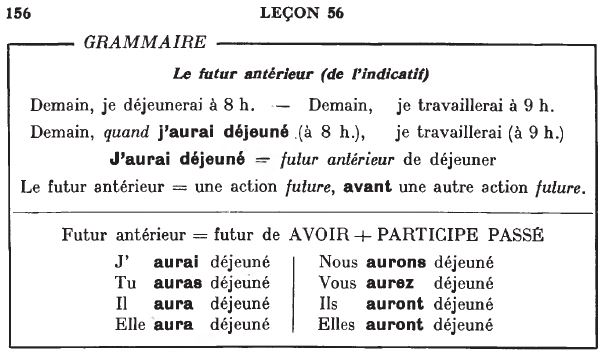 156 LEÇON 56
GRAMMAIRE
Le futur antérieur (de l'indicatif)
Demain, je déjeunerai à 8 h. — Demain, je travaillerai à 9 h.
Demain, quand j'aurai déjeuné (à 8 h.), je travaillerai (à 9 h.)
J'aurai déjeuné = futur antérieur de déjeuner
Le futur antérieur = une action future, avant une autre action future.
Futur antérieur = futur de AVOIR + PARTICIPE PASSÉ
J' aurai déjeuné Nous aurons déjeuné
Tu auras déjeuné Vous aurez déjeuné
Il aura déjeuné Ils auront déjeuné
Elle aura déjeuné Elles auront déjeuné